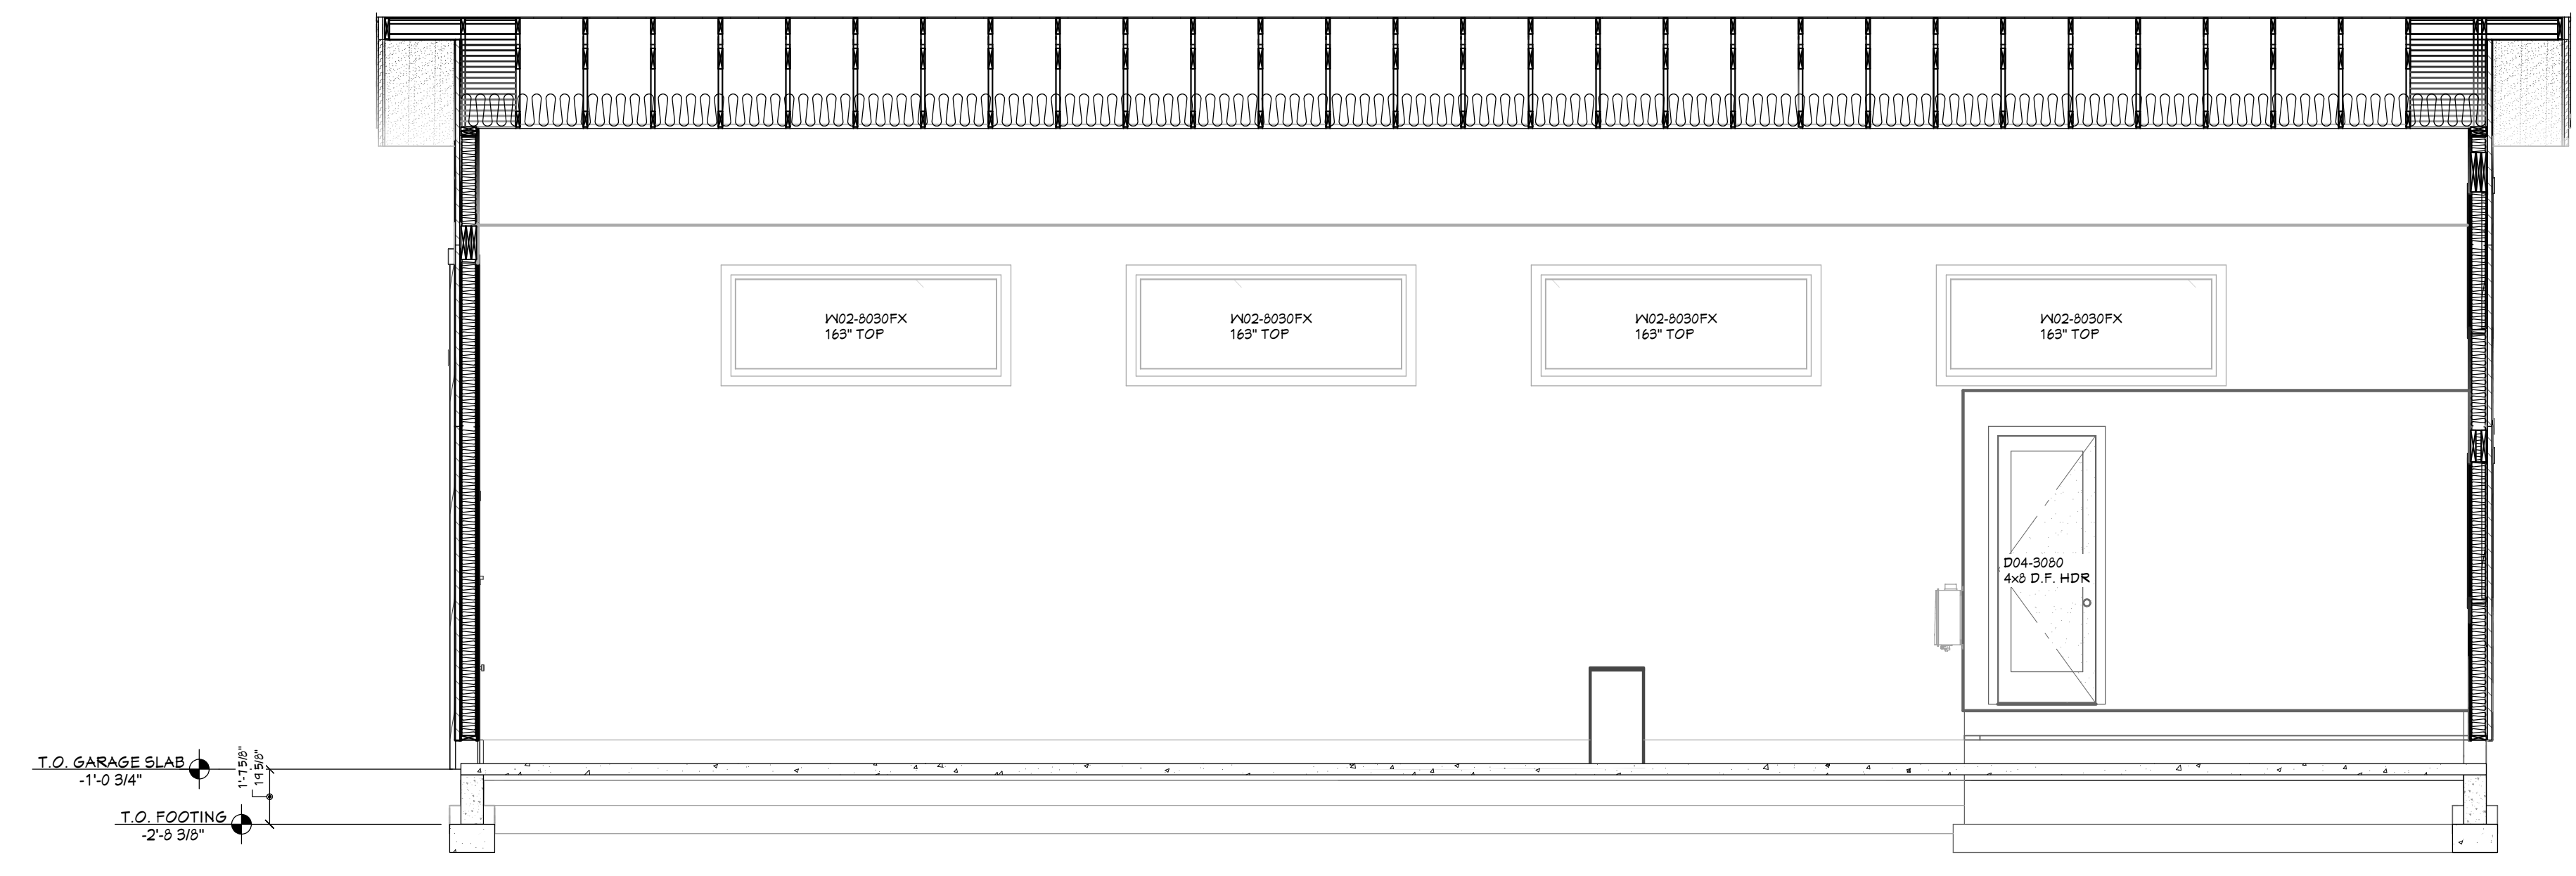 W02-8030FX
163" TOP
W02-8030FX
163" TOP
W02-8030FX
163" TOP
W02-8030FX
163" TOP
D04-3080
4x8 D.F. HDR
T.O. GARAGE SLAB
-1'-0 3/4"
1'-7 5/8"
19 5/8"
T.O. FOOTING
-2'-8 3/8"